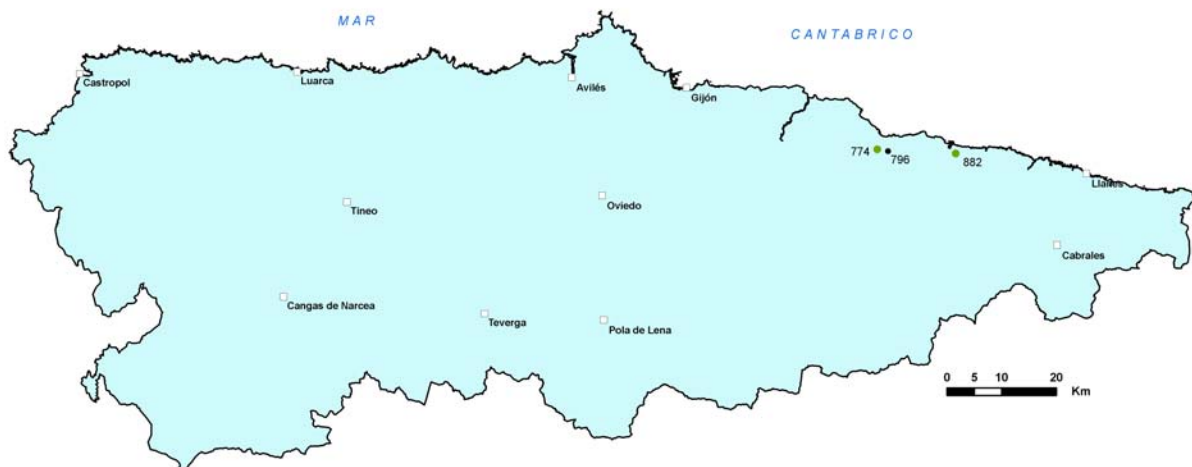 MAR
CANTABRICO
Castropol
Luarca
Avilés
Gijón
774
796
882
Llanes
Tineo
Oviedo
Cabrales
Cangas de Narcea
Teverga
Pola de Lena
0 5 10 20
Km